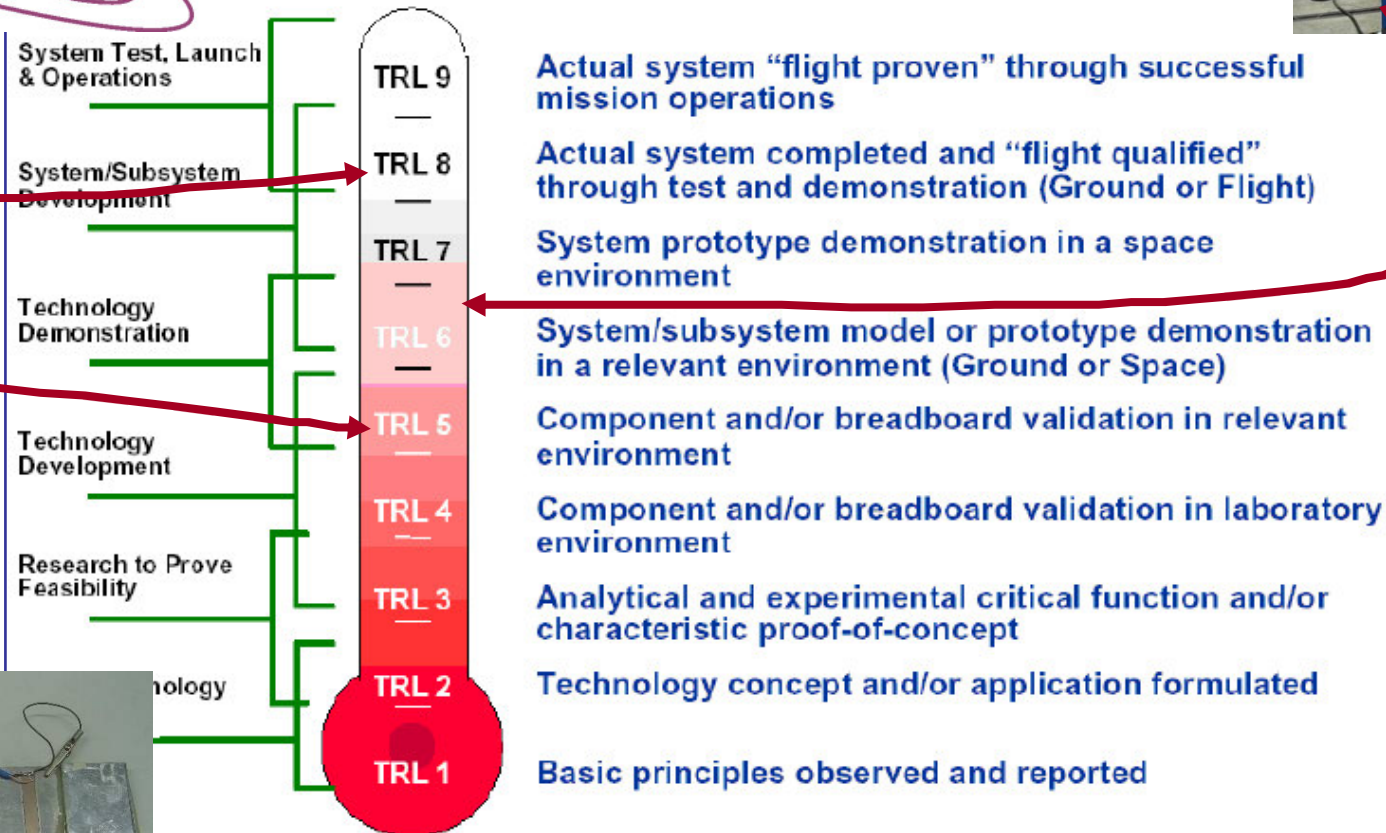 System Test, Launch
& Operations
System/Subsystem
Development
Technology
Demonstration
Technology
Development
Research to Prove
Feasibility
nology
TRL 9
TRL 8
TRL 7
TRL 6
TRL 5
TRL 4
TRL 3
TRL 2
TRL 1
Actual system “flight proven” through successful
mission operations
Actual system completed and “flight qualified”
through test and demonstration (Ground or Flight)
System prototype demonstration in a space
environment
System/subsystem model or prototype demonstration
in a relevant environment (Ground or Space)
Component and/or breadboard validation in relevant
environment
Component and/or breadboard validation in laboratory
environment
Analytical and experimental critical function and/or
characteristic proof-of-concept
Technology concept and/or application formulated
Basic principles observed and reported